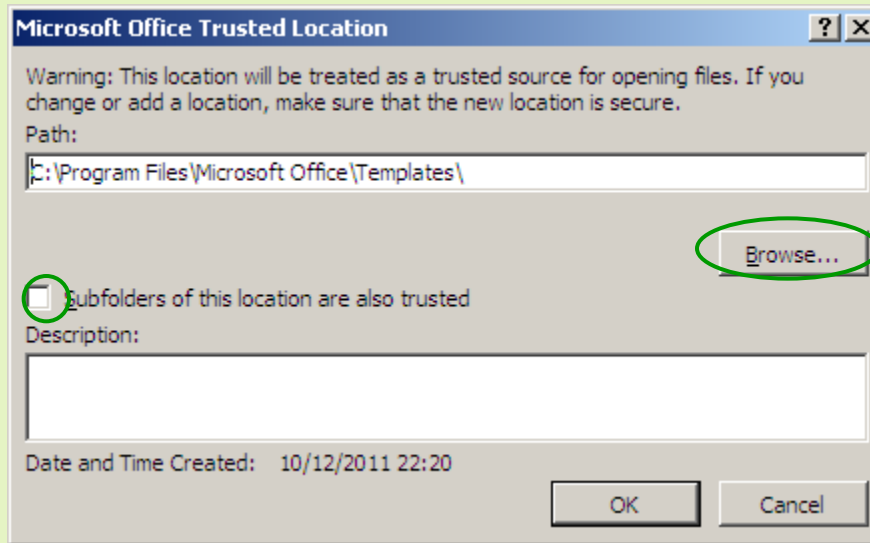 Microsoft Office Trusted Location
Warning: This location will be treated as a trusted source for opening files. If you
change or add a location, make sure that the new location is secure.
Path:
C:\Program Files\Microsoft Office\Templates\
Browse...
Subfolders of this location are also trusted
Description:
Date and Time Created: 10/12/2011 22:20
OK Cancel